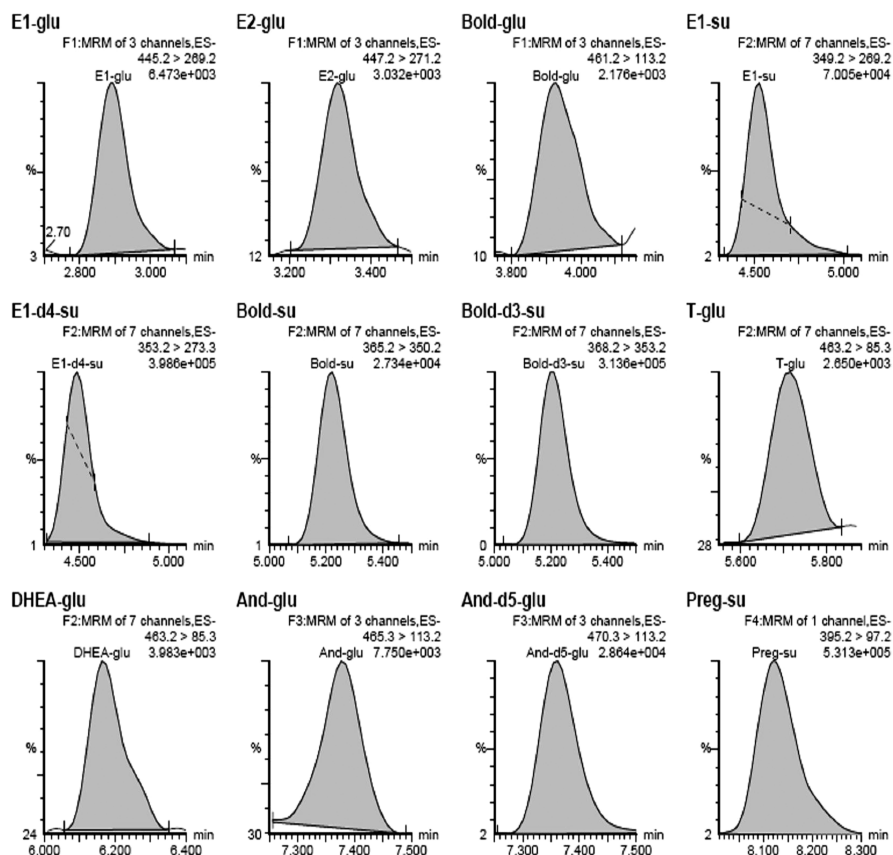 E1-glu
F1:MRM of 3 channels,ES-
445.2 > 269.2
E1-glu
6.473e+003
%
2.70
3
2.800 3.000 min
E2-glu
F1:MRM of 3 channels,ES-
447.2 > 271.2
E2-glu
3.032e+003
%
12
3.200 3.400 min
Bold-glu
F1:MRM of 3 channels,ES-
461.2 > 113.2
Bold-glu
2.176e+003
%
10
3.800 4.000 min
E1-su
F2:MRM of 7 channels,ES-
349.2 > 269.2
E1-su
7.005e+004
%
2
4.500 5.000 min
E1-d4-su
F2:MRM of 7 channels,ES-
353.2 > 273.3
E1-d4-su
3.986e+005
%
1
4.500 5.000 min
Bold-su
F2:MRM of 7 channels,ES-
365.2 > 350.2
Bold-su
2.734e+004
%
1
5.000 5.200 5.400 min
Bold-d3-su
F2:MRM of 7 channels,ES-
368.2 > 353.2
Bold-d3-su
3.136e+005
%
0
5.000 5.200 5.400 min
T-glu
F2:MRM of 7 channels,ES-
463.2 > 85.3
T-glu
2.650e+003
%
28
5.600 5.800 min
DHEA-glu
F2:MRM of 7 channels,ES-
463.2 > 85.3
DHEA-glu
3.983e+003
%
24
6.000 6.200 6.400 min
And-glu
F3:MRM of 3 channels,ES-
465.3 > 113.2
And-glu
7.750e+003
%
30
7.300 7.400 7.500 min
And-d5-glu
F3:MRM of 3 channels,ES-
470.3 > 113.2
And-d5-glu
2.864e+004
%
2
7.300 7.400 7.500 min
Preg-su
F4:MRM of 1 channel,ES-
395.2 > 97.2
Preg-su
5.313e+005
%
2
8.100 8.200 8.300 min